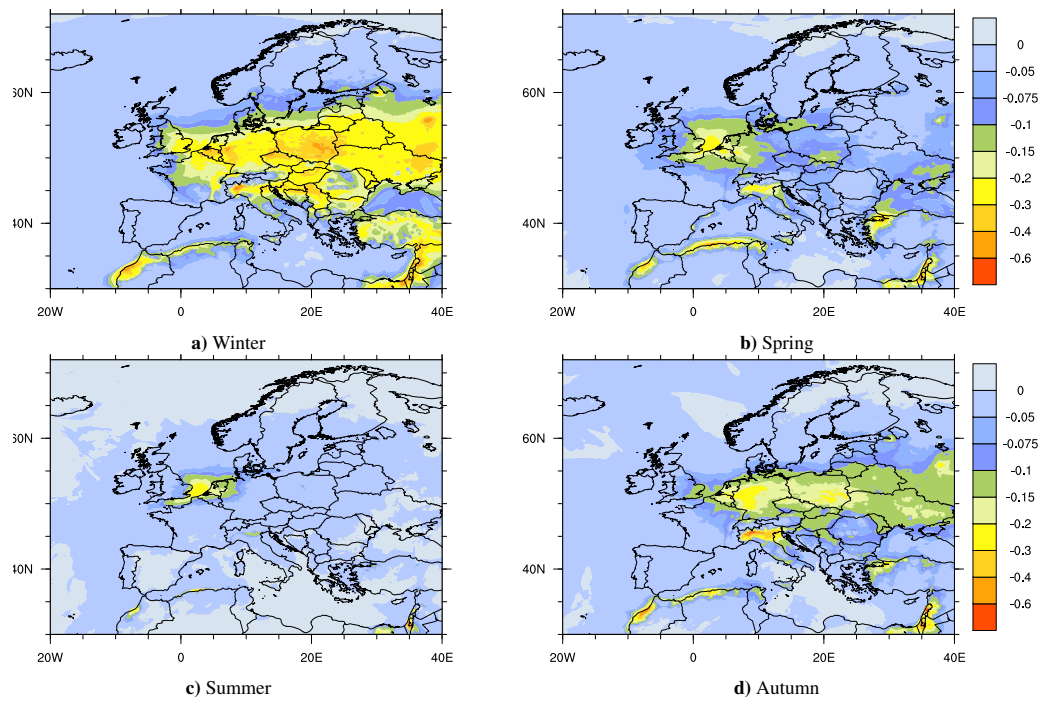 60N
40N
20W 0 20E 40E
a) Winter
60N
40N
20W 0 20E 40E
b) Spring
0
-0.05
-0.075
-0.1
-0.15
-0.2
-0.3
-0.4
-0.6
60N
40N
20W 0 20E 40E
c) Summer
60N
40N
20W 0 20E 40E
d) Autumn
0
-0.05
-0.075
-0.1
-0.15
-0.2
-0.3
-0.4
-0.6